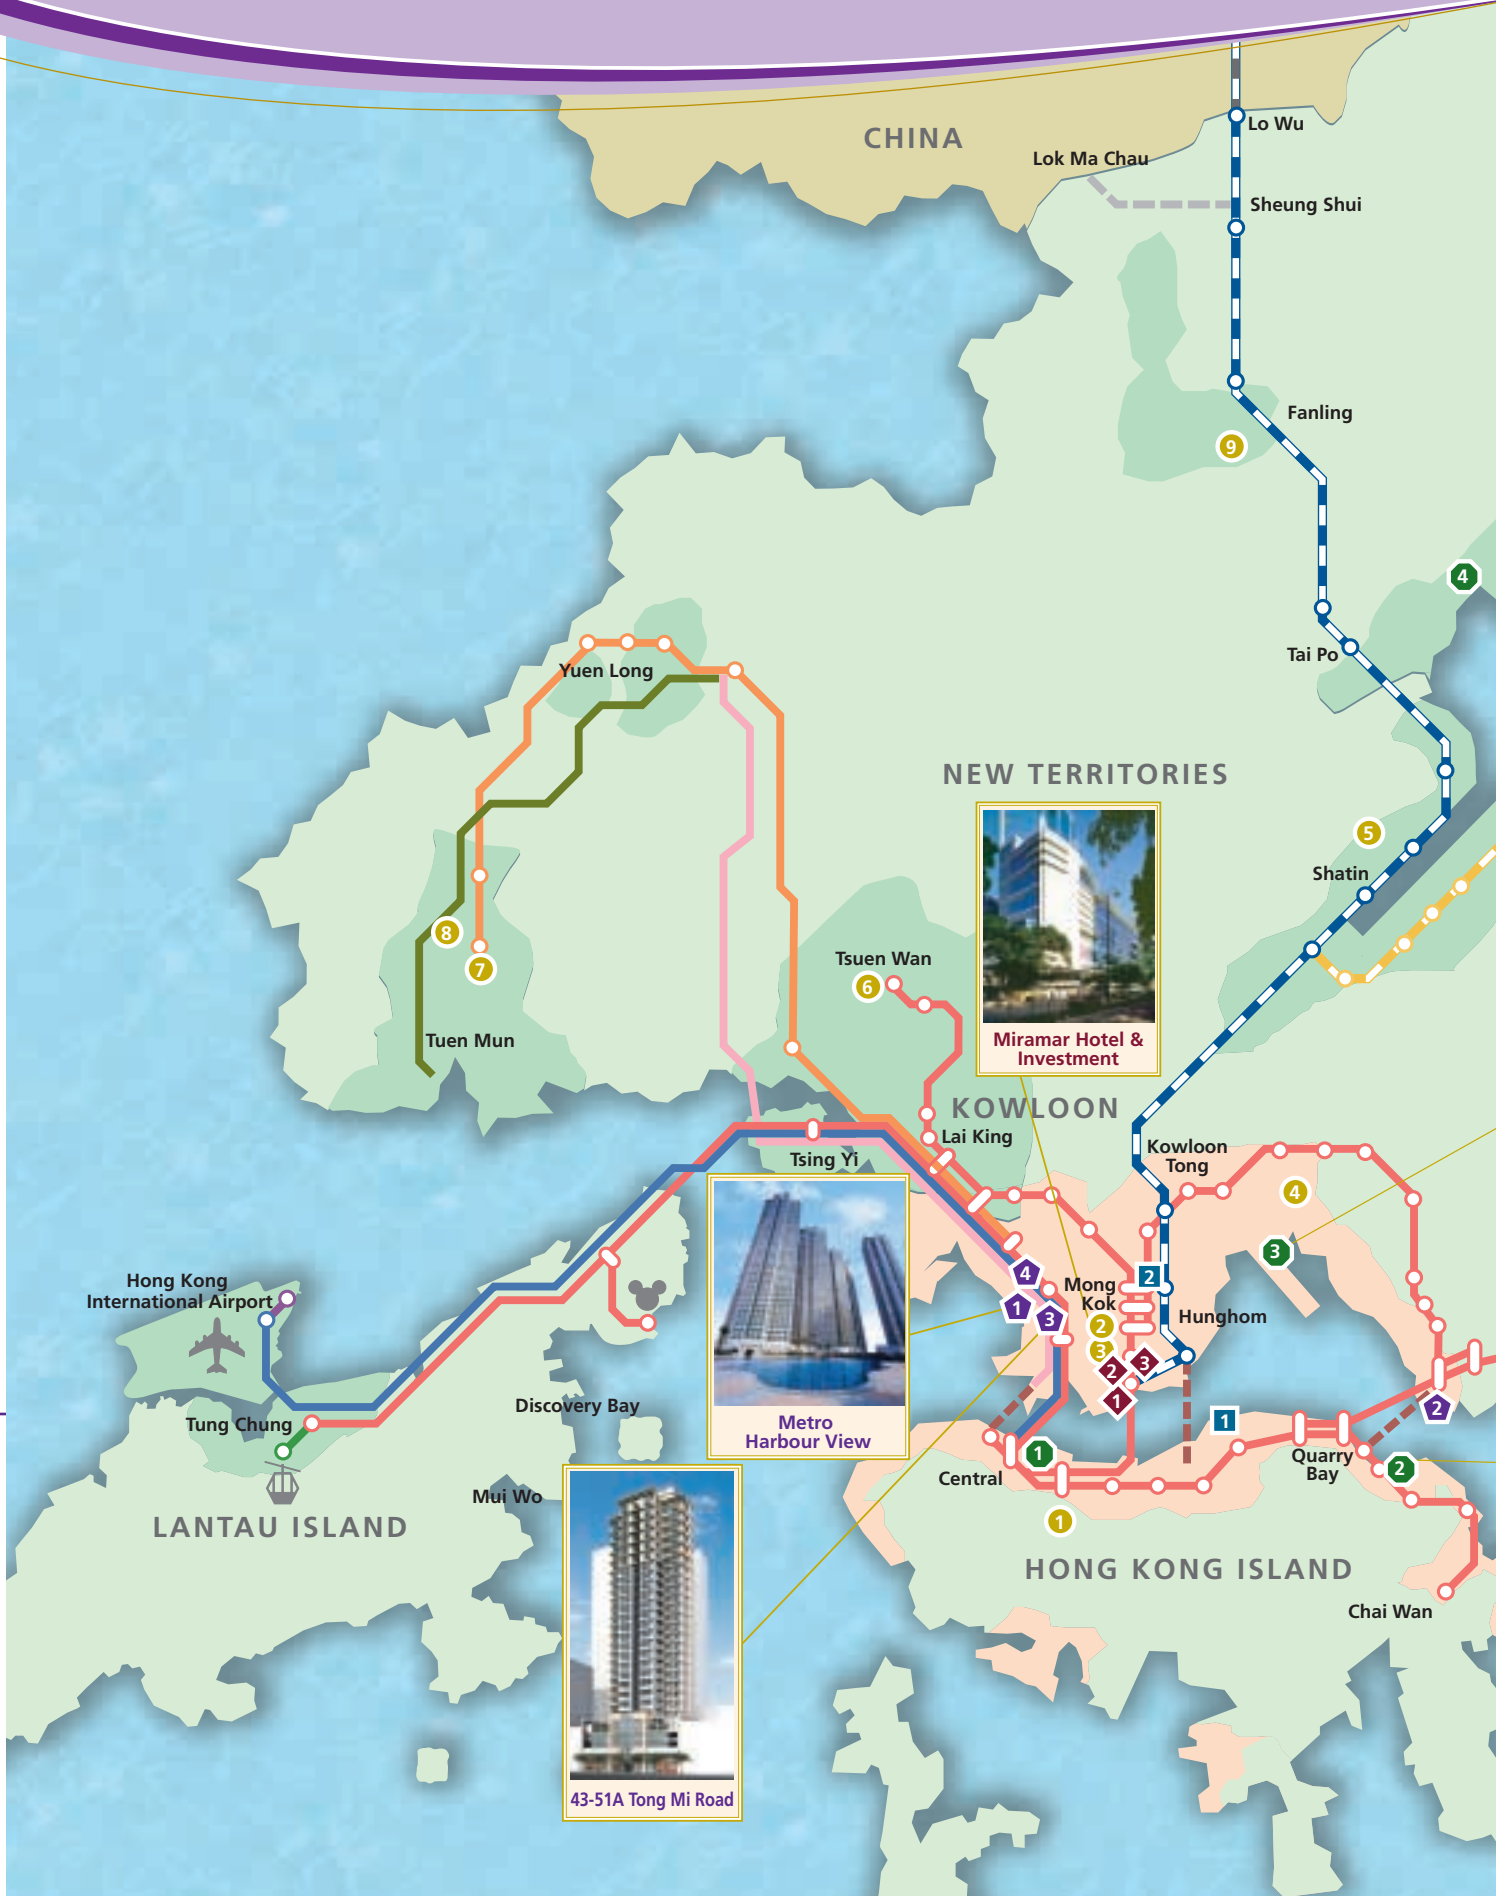 CHINA
Lo Wu
Lok Ma Chau
Sheung Shui
Fanling
9
4
Tai Po
Yuen Long
NEW TERRITORIES
5
Shatin
8
7
Tsuen Wan
6
Tuen Mun
Miramar Hotel &
Investment
KOWLOON
Lai King
Tsing Yi
Kowloon
Tong
4
3
Hong Kong
International Airport
4
2
Mong
Kok
1
3
2
Hunghom
3
3
2
1
Discovery Bay
Tung Chung
Metro
Harbour View
2
1
1
Central
Quarry
Bay
2
Mui Wo
LANTAU ISLAND
1
HONG KONG ISLAND
Chai Wan
43-51A Tong Mi Road